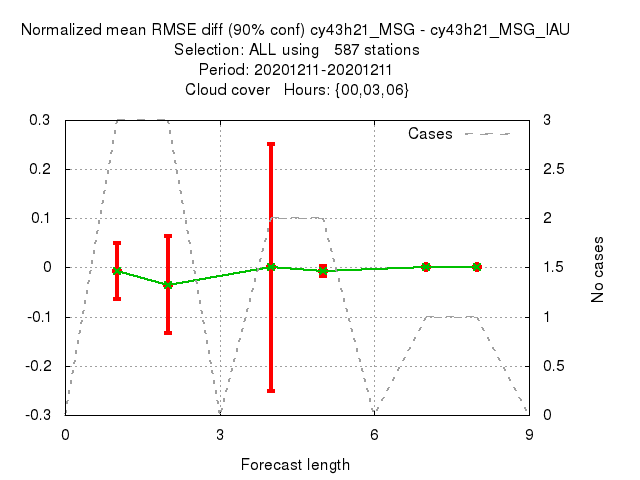 Normalized mean RMSE diff (90% conf) cy43h21_MSG - cy43h21_MSG_IAU
Selection: ALL using 587 stations
Period: 20201211-20201211
Cloud cover Hours: {00,03,06}
Cases
0.3
0.2
0.1
0
-0.1
-0.2
-0.3
3
2.5
2
1.5
1
0.5
0
No cases
0 3 6 9
Forecast length